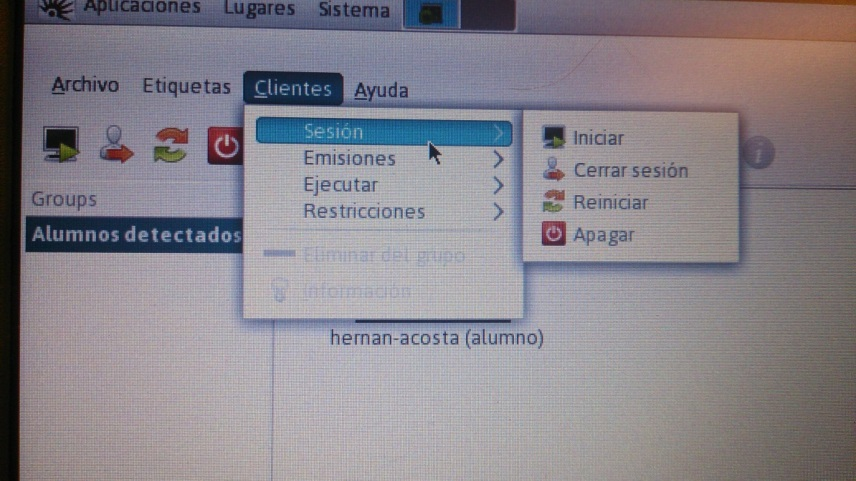 Aplicaciones Lugares Sistema
Archivo Etiquetas Clientes Ayuda
Groups
Alumnos detectados
Sesión
Emisiones
Ejecutar
Restricciones
Eliminar del grupo
Información
Iniciar
Cerrar sesión
Reiniciar
Apagar
i
hernan-acosta (alumno)